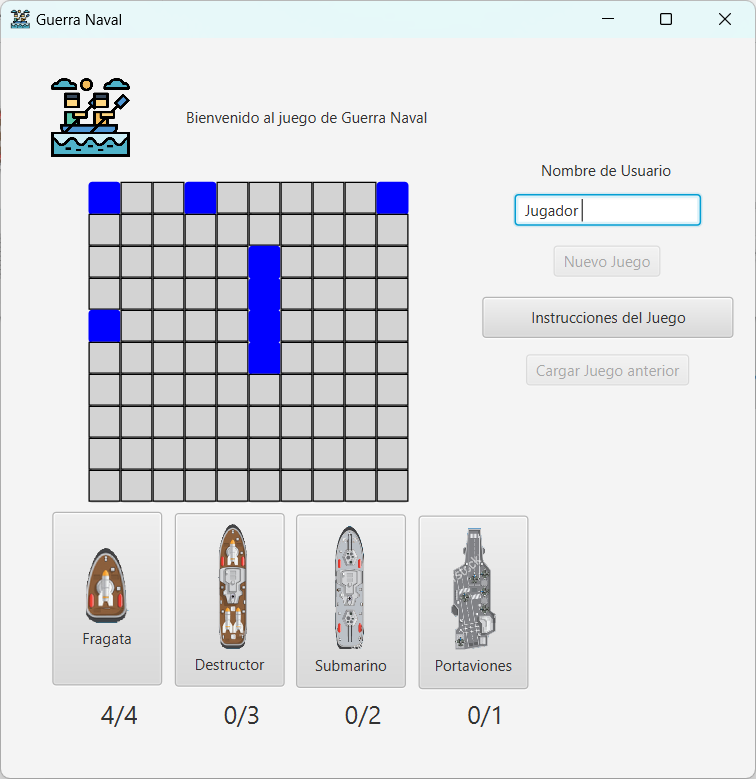 Guerra Naval
Bienvenido al juego de Guerra Naval
Nombre de Usuario
Jugador
Nuevo Juego
Instrucciones del Juego
Cargar Juego anterior
Fragata
Destructor
Submarino
Portaviones
4/4
0/3
0/2
0/1